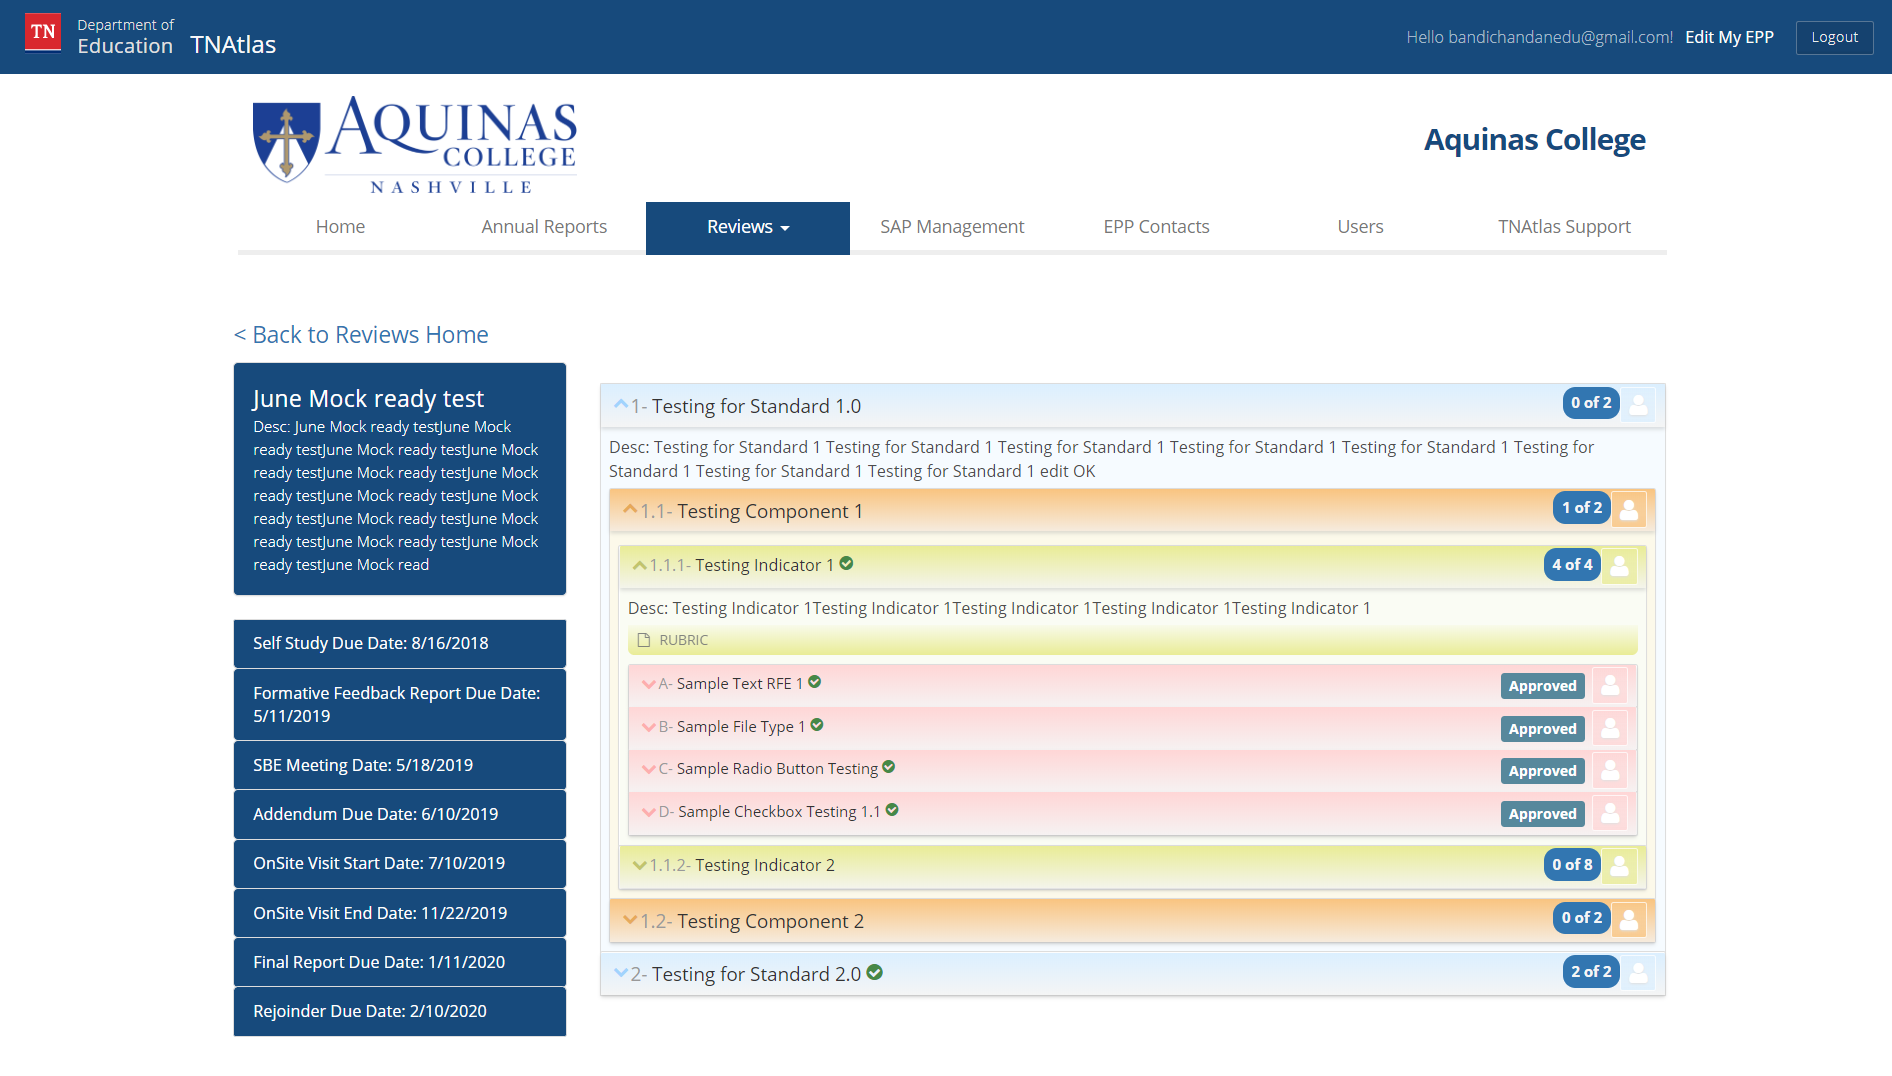 TN
Department of
Education
TNAtlas
Hello bandichandanedu@gmail.com!
Edit My EPP
Logout
AQUINAS
COLLEGE
NASHVILLE
Aquinas College
Home
Annual Reports
Reviews
SAP Management
EPP Contacts
Users
TNAtlas Support
< Back to Reviews Home
June Mock ready test
Desc: June Mock ready testJune Mock
ready testJune Mock ready testJune Mock
ready testJune Mock ready testJune Mock
ready testJune Mock ready testJune Mock
ready testJune Mock ready testJune Mock
ready testJune Mock ready testJune Mock
ready testJune Mock read
Self Study Due Date: 8/16/2018
Formative Feedback Report Due Date:
5/11/2019
SBE Meeting Date: 5/18/2019
Addendum Due Date: 6/10/2019
OnSite Visit Start Date: 7/10/2019
OnSite Visit End Date: 11/22/2019
Final Report Due Date: 1/11/2020
Rejoinder Due Date: 2/10/2020
1- Testing for Standard 1.0
0 of 2
Desc: Testing for Standard 1 Testing for Standard 1 Testing for Standard 1 Testing for Standard 1 Testing for Standard 1 Testing for
Standard 1 Testing for Standard 1 Testing for Standard 1 edit OK
1.1- Testing Component 1
1 of 2
1.1.1- Testing Indicator 1
4 of 4
Desc: Testing Indicator 1Testing Indicator 1Testing Indicator 1Testing Indicator 1Testing Indicator 1
RUBRIC
A- Sample Text RFE 1
Approved
B- Sample File Type 1
Approved
C- Sample Radio Button Testing
Approved
D- Sample Checkbox Testing 1.1
Approved
1.1.2- Testing Indicator 2
0 of 8
1.2- Testing Component 2
0 of 2
2- Testing for Standard 2.0
2 of 2